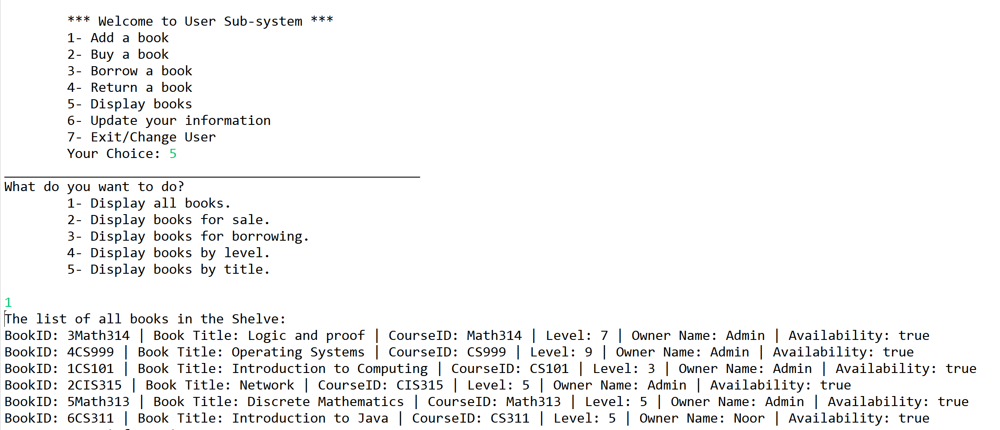 *** Welcome to User Sub-system ***
1- Add a book
2- Buy a book
3- Borrow a book
4- Return a book
5- Display books
6- Update your information
7- Exit/Change User
Your Choice: 5
What do you want to do?
1- Display all books.
2- Display books for sale.
3- Display books for borrowing.
4- Display books by level.
5- Display books by title.
1
The list of all books in the Shelve:
BookID: 3Math314 | Book Title: Logic and proof | CourseID: Math314 | Level: 7 | Owner Name: Admin | Availability: true
BookID: 4CS999 | Book Title: Operating Systems | CourseID: CS999 | Level: 9 | Owner Name: Admin | Availability: true
BookID: 1CS101 | Book Title: Introduction to Computing | CourseID: CS101 | Level: 3 | Owner Name: Admin | Availability: true
BookID: 2CIS315 | Book Title: Network | CourseID: CIS315 | Level: 5 | Owner Name: Admin | Availability: true
BookID: 5Math313 | Book Title: Discrete Mathematics | CourseID: Math313 | Level: 5 | Owner Name: Admin | Availability: true
BookID: 6CS311 | Book Title: Introduction to Java | CourseID: CS311 | Level: 5 | Owner Name: Noor | Availability: true